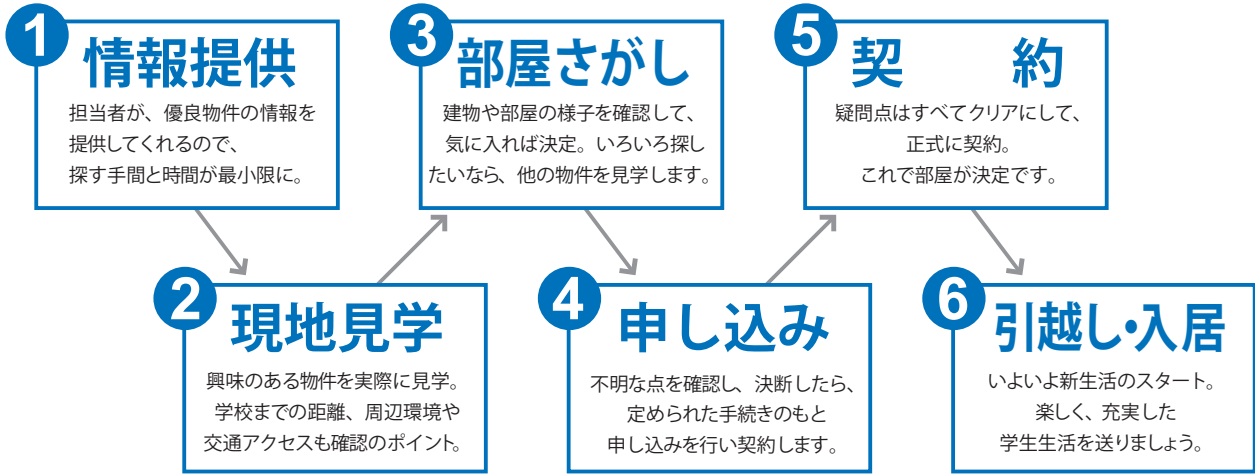 1
情報提供
担当者が、優良物件の情報を
提供してくれるので、
探す手間と時間が最小限に。
2
現地見学
興味のある物件を実際に見学。
学校までの距離、周辺環境や
交通アクセスも確認のポイント。
3
部屋さがし
建物や部屋の様子を確認して、
気に入れば決定。いろいろ探し
たいなら、他の物件を見学します。
4
申し込み
不明な点を確認し、決断したら、
定められた手続きのもと
申し込みを行い契約します。
5
契　約
疑問点はすべてクリアにして、
正式に契約。
これで部屋が決定です。
6
引越し・入居
いよいよ新生活のスタート。
楽しく、充実した
学生生活を送りましょう。